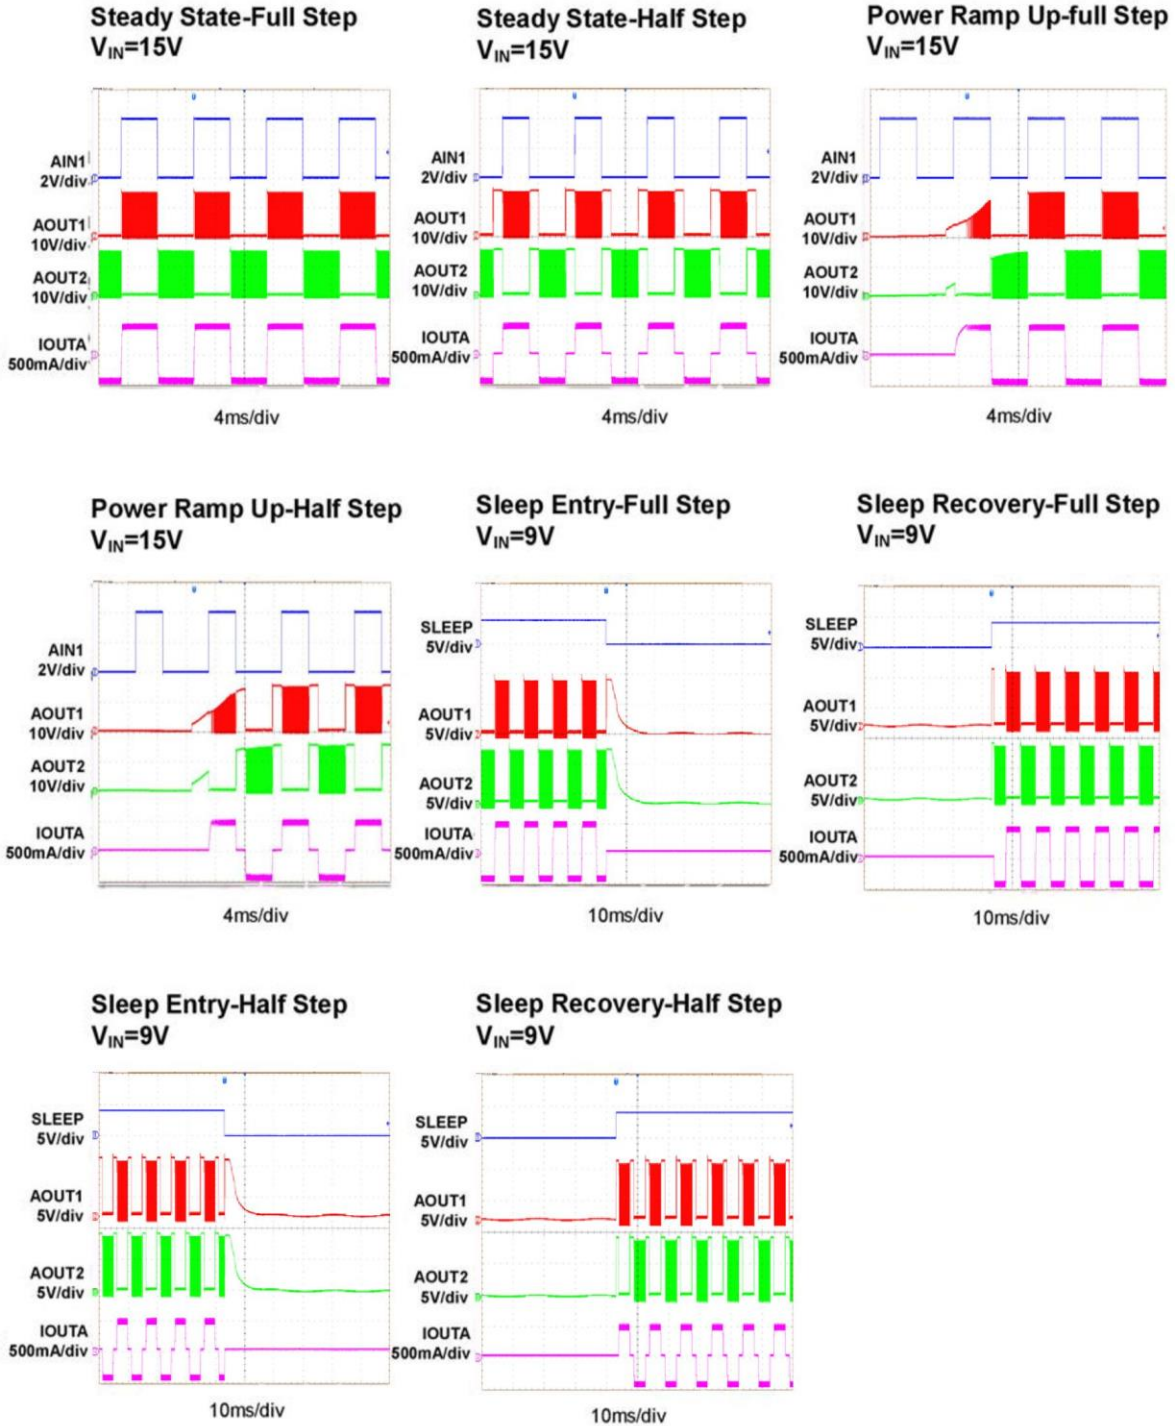 Steady State-Full Step
VIN=15V
AIN1
2V/div
AOUT1
10V/div
AOUT2
10V/div
IOUTA
500mA/div
4ms/div
Steady State-Half Step
VIN=15V
AIN1
2V/div
AOUT1
10V/div
AOUT2
10V/div
IOUTA
500mA/div
4ms/div
Power Ramp Up-full Step
VIN=15V
AIN1
2V/div
AOUT1
10V/div
AOUT2
10V/div
IOUTA
500mA/div
4ms/div
Power Ramp Up-Half Step
VIN=15V
AIN1
2V/div
AOUT1
10V/div
AOUT2
10V/div
IOUTA
500mA/div
4ms/div
Sleep Entry-Full Step
VIN=9V
SLEEP
5V/div
AOUT1
5V/div
AOUT2
5V/div
IOUTA
500mA/div
10ms/div
Sleep Recovery-Full Step
VIN=9V
SLEEP
5V/div
AOUT1
5V/div
AOUT2
5V/div
IOUTA
500mA/div
10ms/div
Sleep Entry-Half Step
VIN=9V
SLEEP
5V/div
AOUT1
5V/div
AOUT2
5V/div
IOUTA
500mA/div
10ms/div
Sleep Recovery-Half Step
VIN=9V
SLEEP
5V/div
AOUT1
5V/div
AOUT2
5V/div
IOUTA
500mA/div
10ms/div